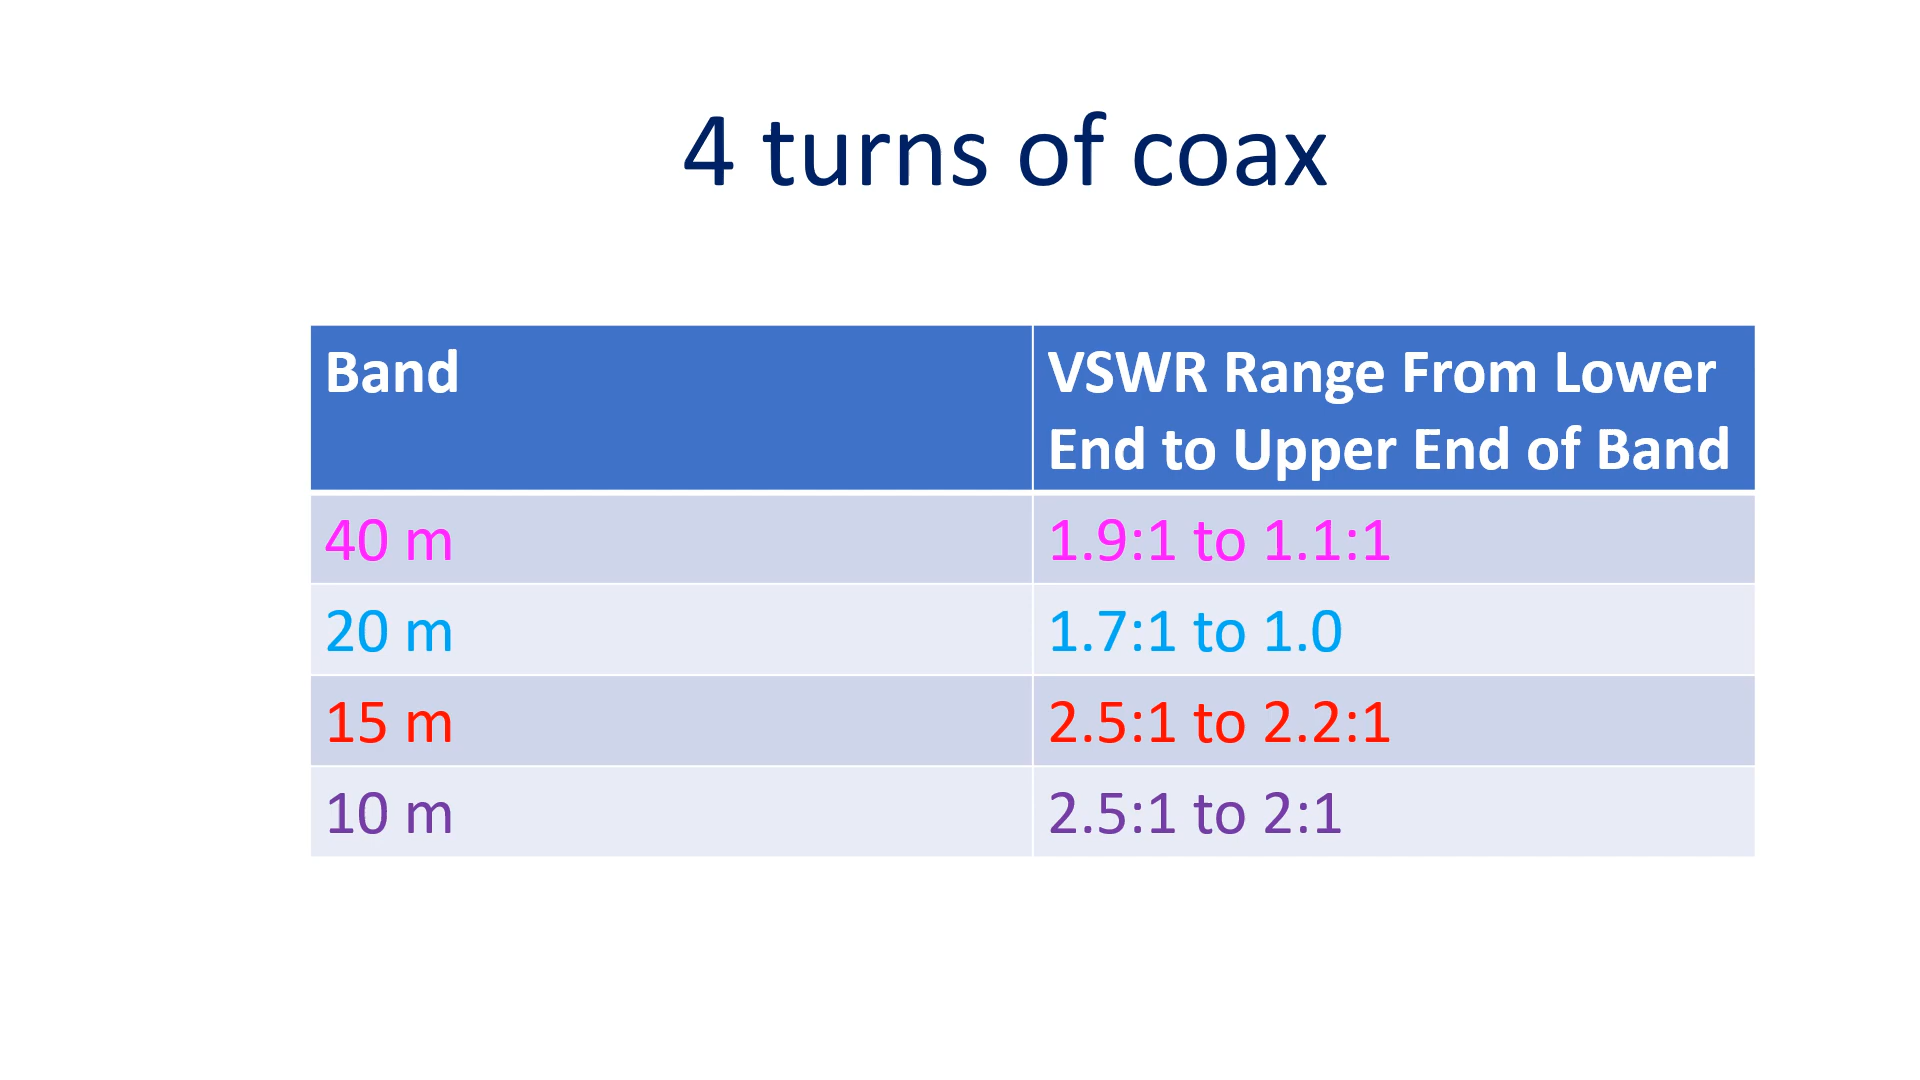 4 turns of coax
Band
VSWR Range From Lower
End to Upper End of Band
40 m
1.9:1 to 1.1:1
20 m
1.7:1 to 1.0
15 m
2.5:1 to 2.2:1
10 m
2.5:1 to 2:1